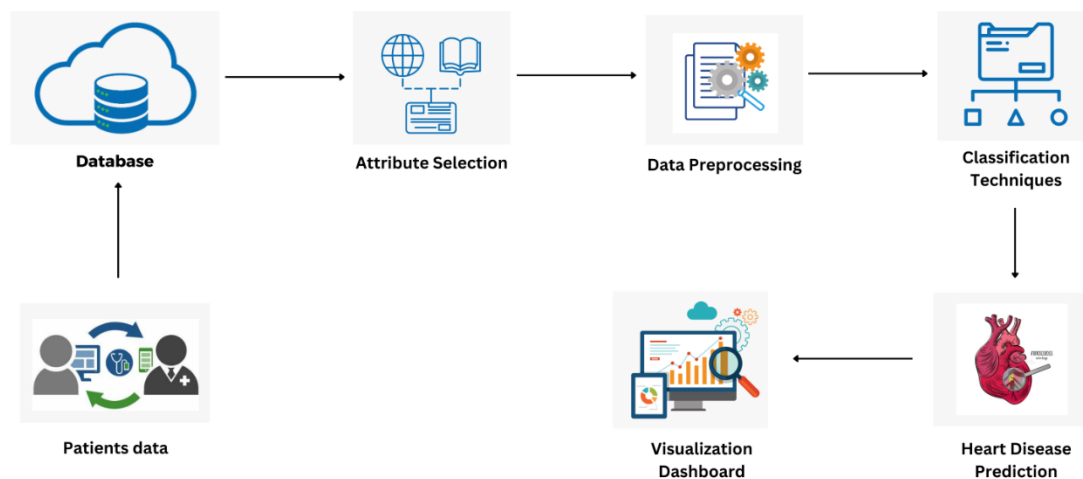 Database
Attribute Selection
Data Preprocessing
Classification
Techniques
Patients data
Visualization
Dashboard
Heart Disease
Prediction